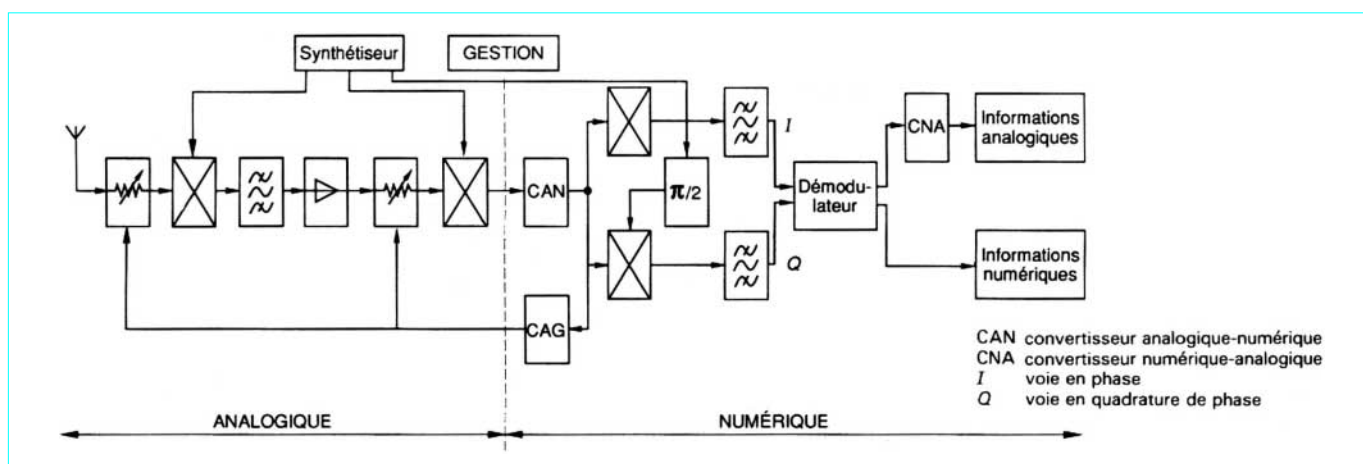 Synthétiseur
GESTION
CAN
π/2
I
Q
Démodu-
lateur
CNA
Informations
analogiques
Informations
numériques
CAG
CAN convertisseur analogique-numérique
CNA convertisseur numérique-analogique
I voie en phase
Q voie en quadrature de phase
ANALOGIQUE
NUMÉRIQUE